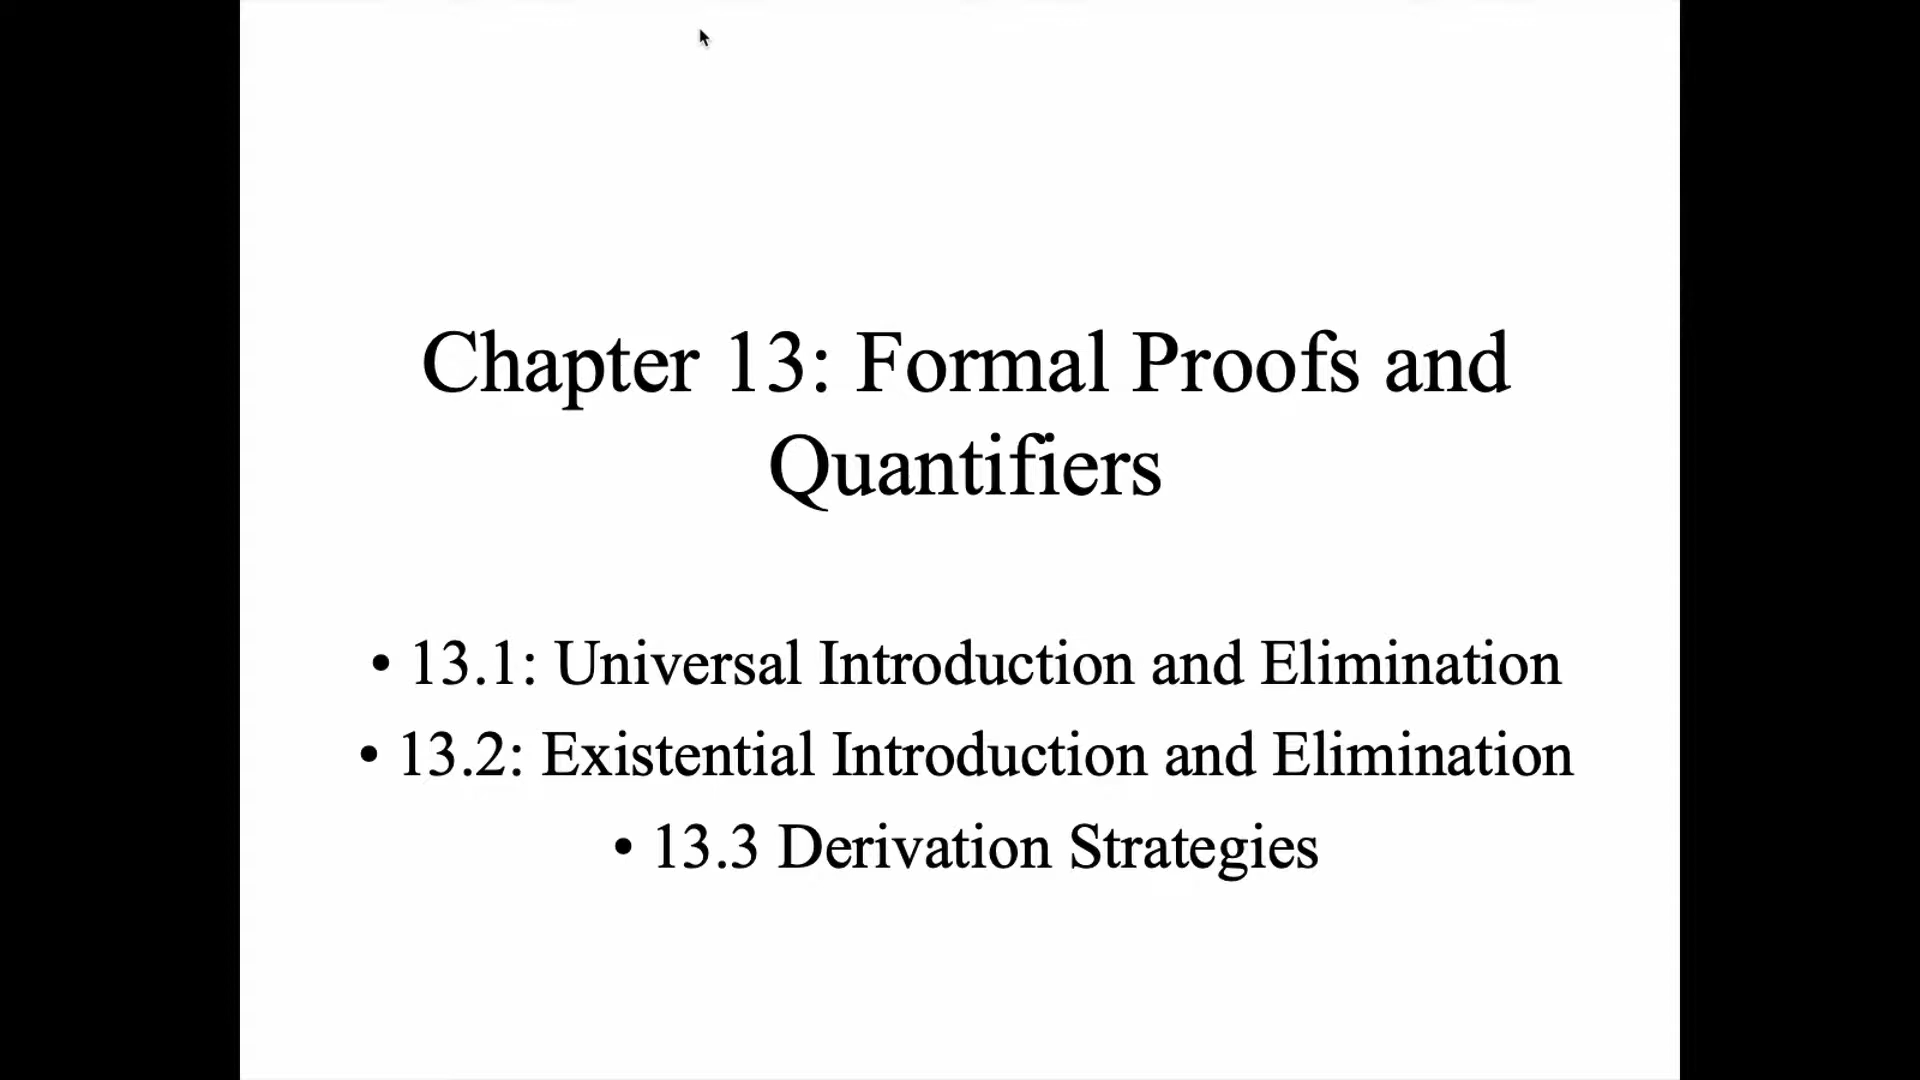 Chapter 13: Formal Proofs and
Quantifiers
• 13.1: Universal Introduction and Elimination
• 13.2: Existential Introduction and Elimination
• 13.3 Derivation Strategies